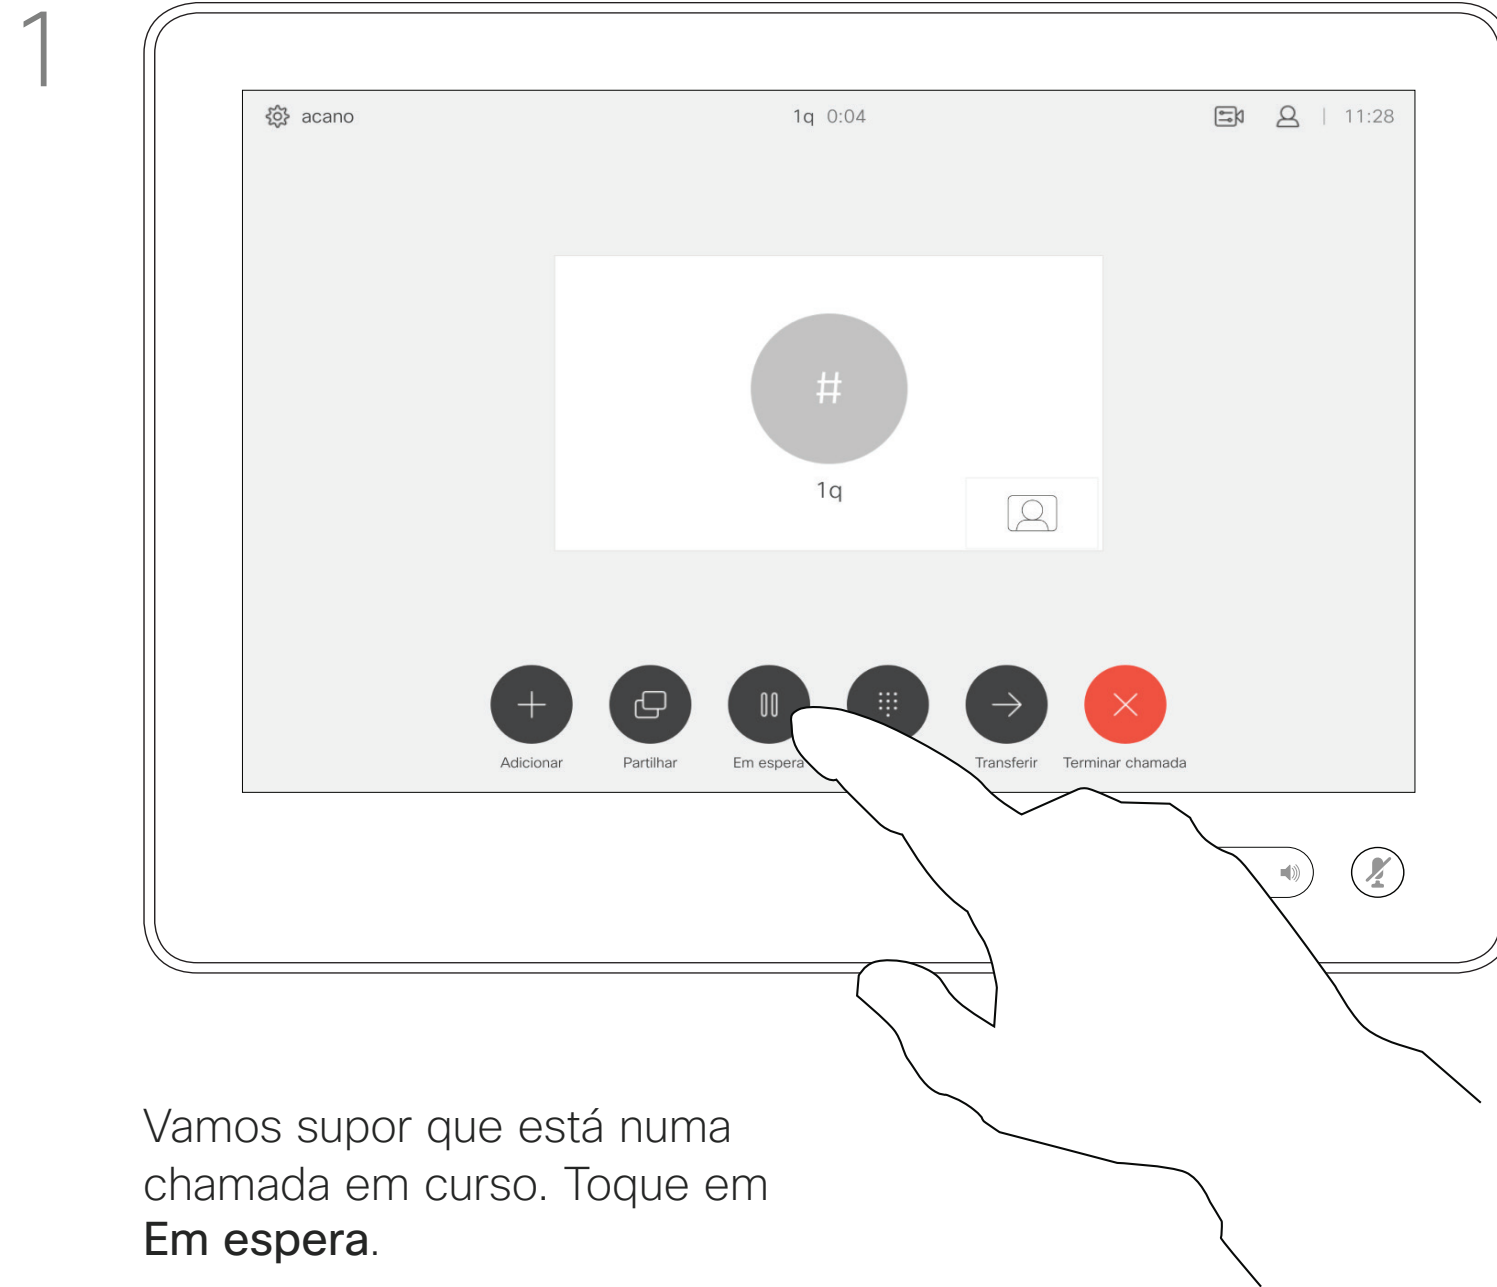 1
acano
1q 0:04
11:28
#
1q
Adicionar
Partilhar
Em espera
Transferir
Terminar chamada
Vamos supor que está numa
chamada em curso. Toque em
Em espera.